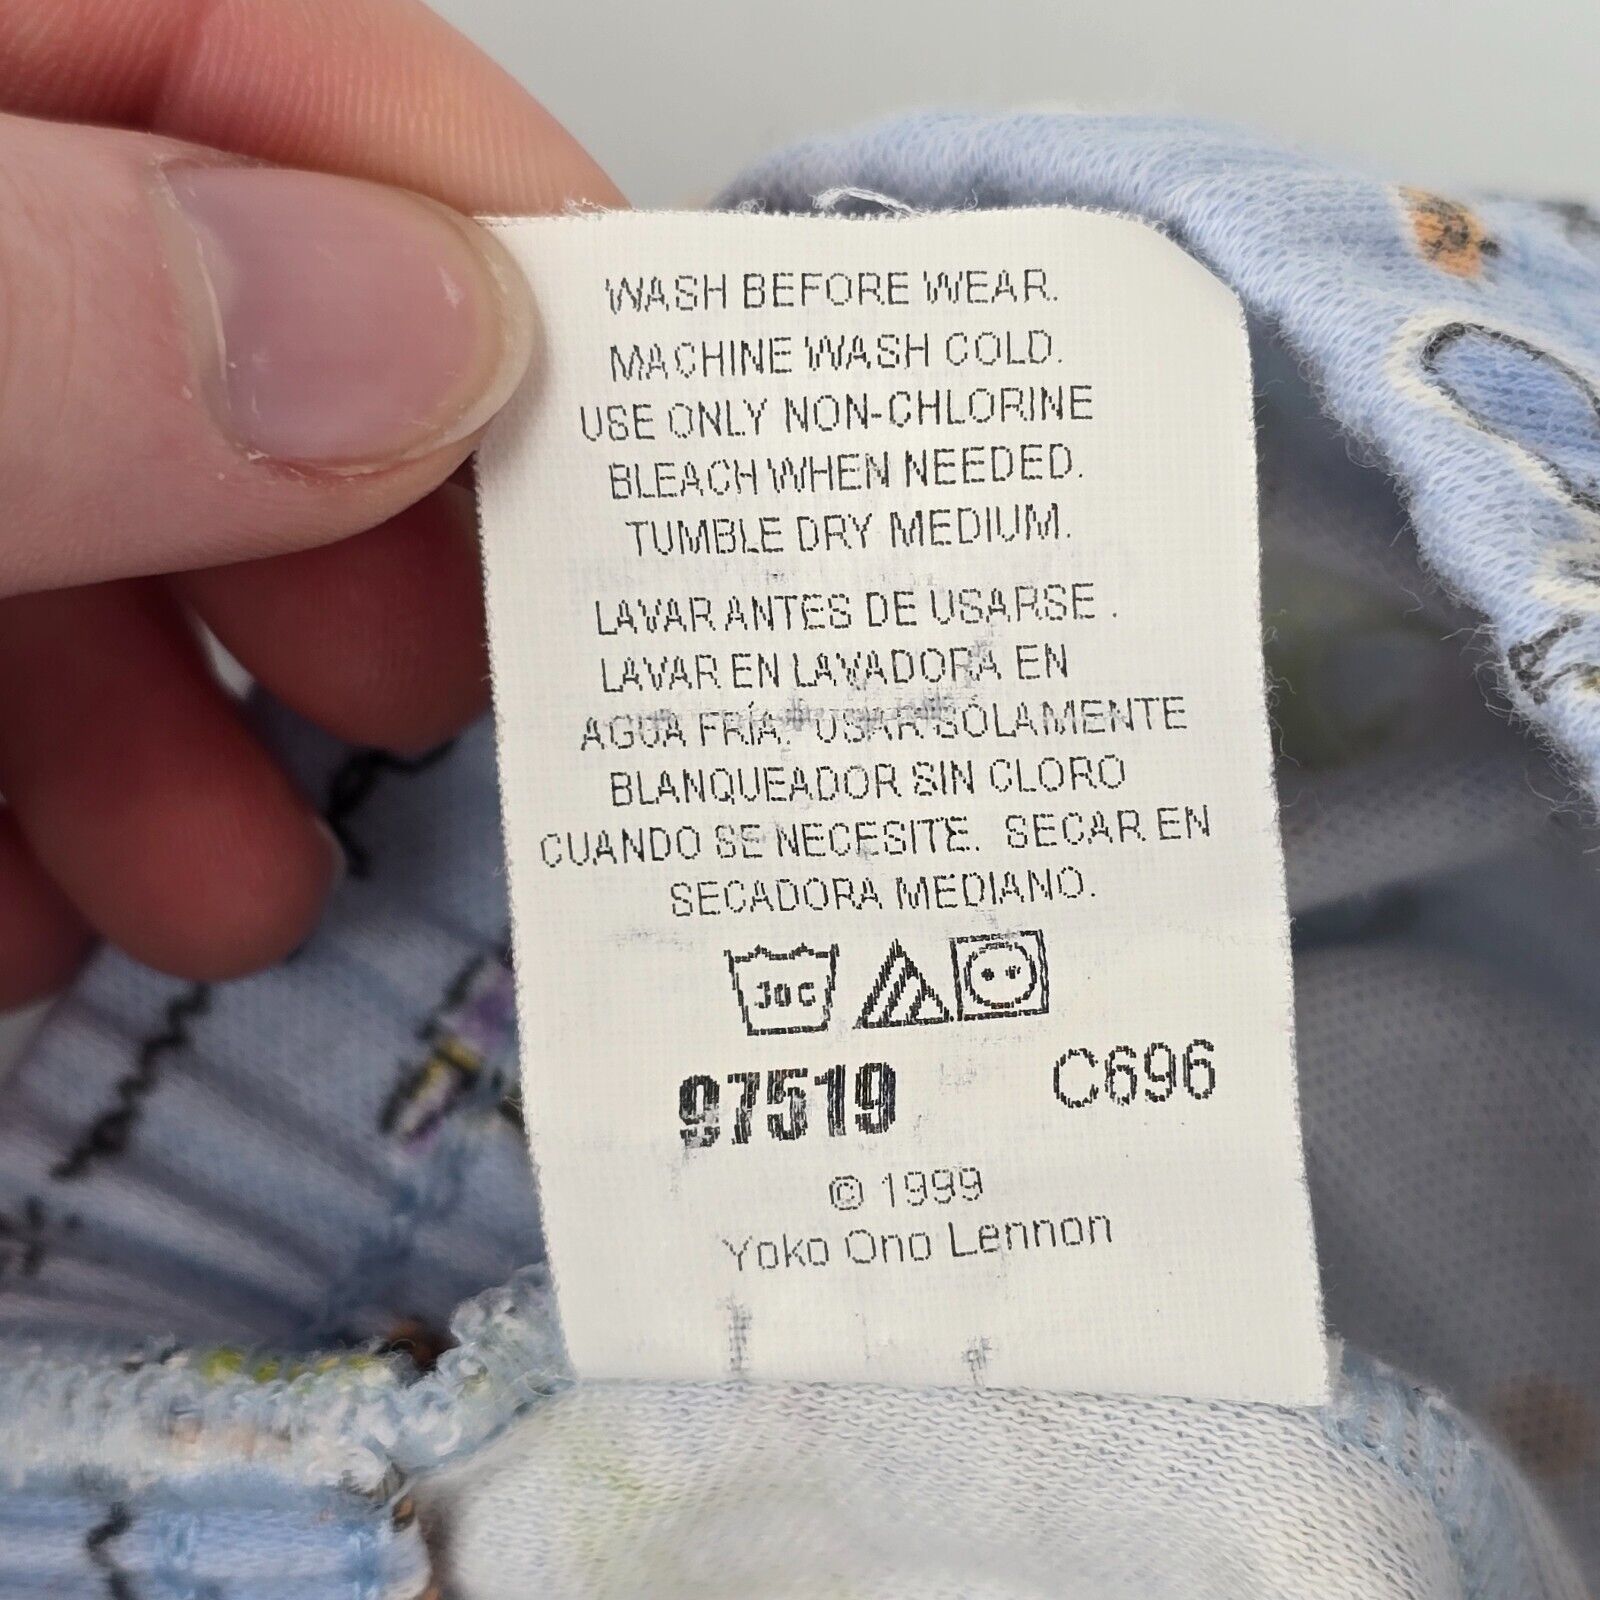 WASH BEFORE WEAR.
MACHINE WASH COLD.
USE ONLY NON-CHLORINE
BLEACH WHEN NEEDED.
TUMBLE DRY MEDIUM.
LAVAR ANTES DE USARSE .
LAVAR EN LAVADORA EN
AGUA FRÍA. USAR SÓLAMENTE
BLANQUEADOR SIN CLORO
CUANDO SE NECESITE. SECAR EN
SECADORA MEDIANO.
30C
97519 C696
© 1999
Yoko Ono Lennon